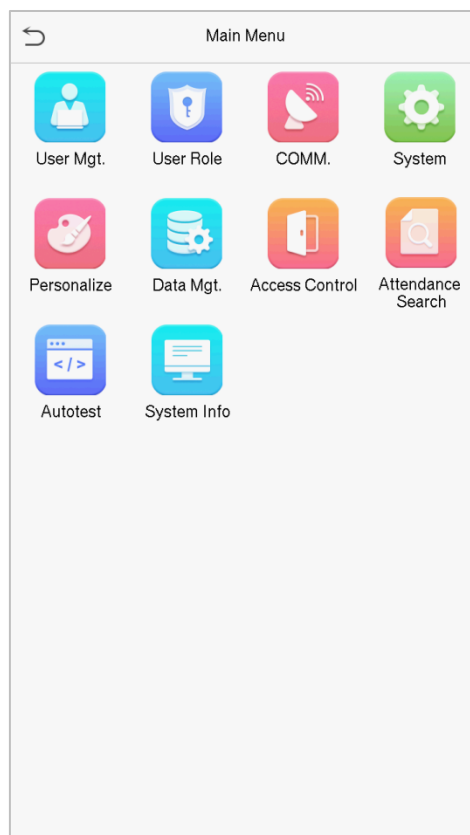 Main Menu
User Mgt.
User Role
COMM.
System
Personalize
Data Mgt.
Access Control
Attendance
Search
</>
Autotest
System Info